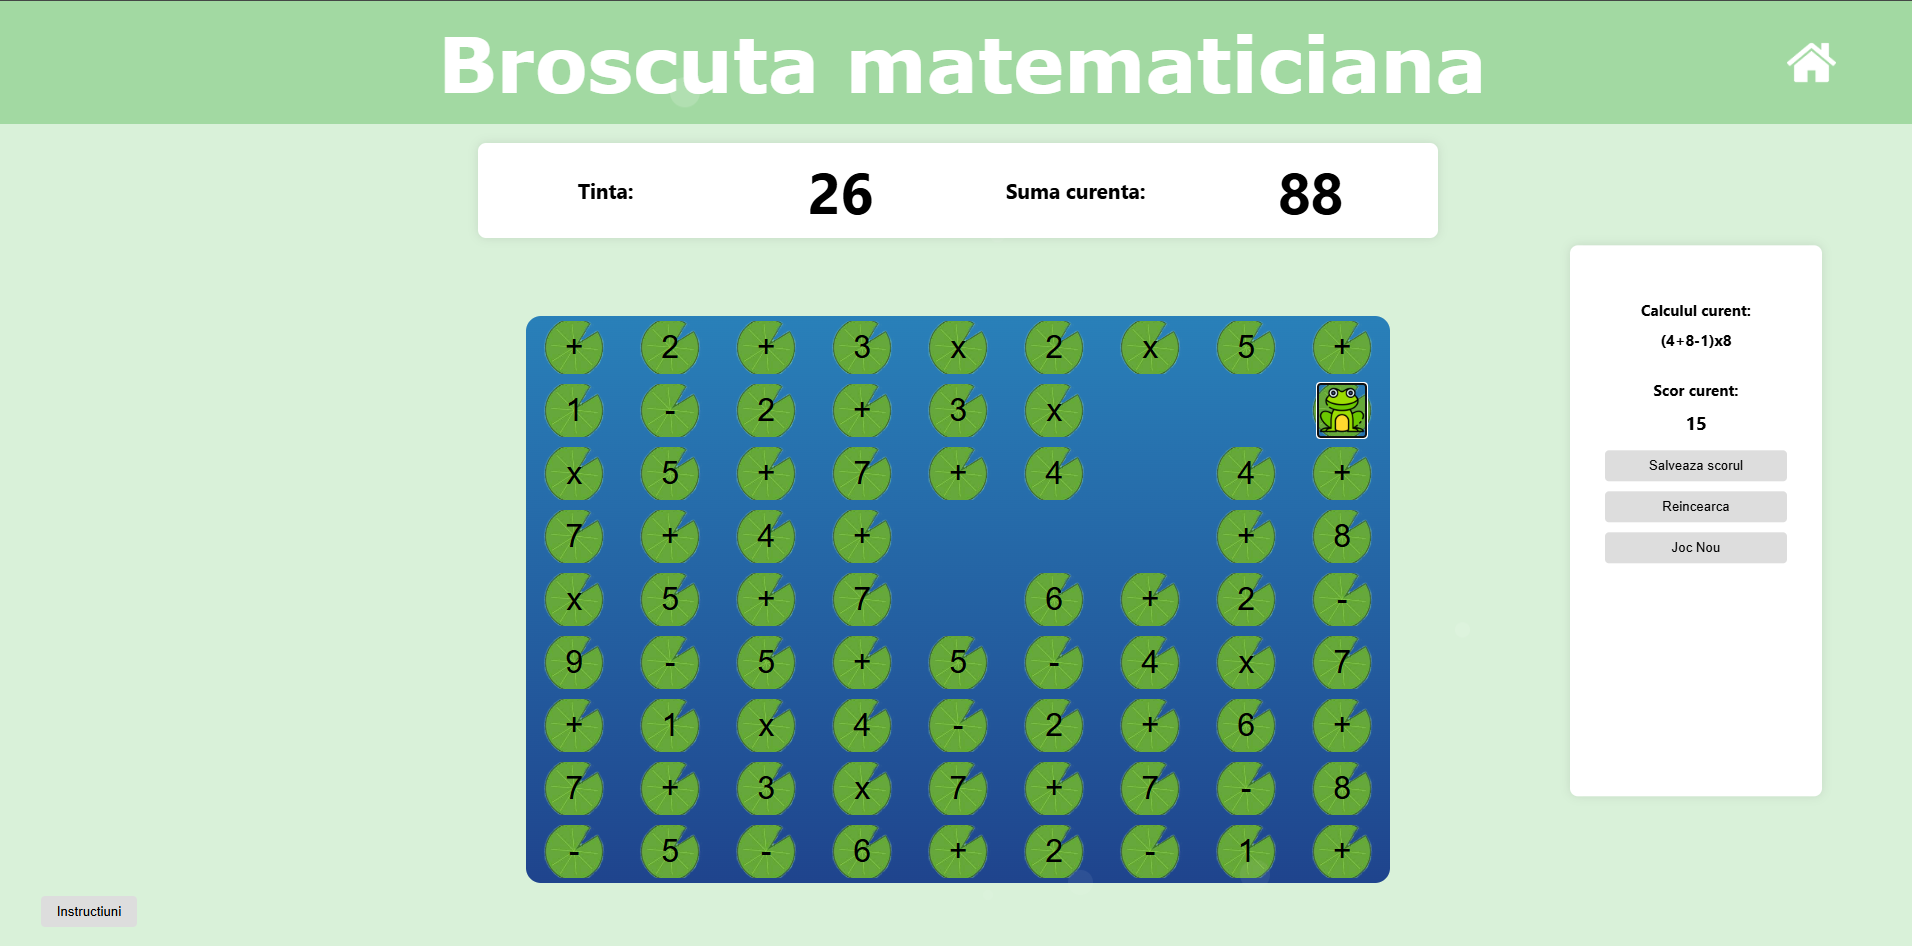 Broscuta matematiciana
Tinta: 26 Suma curenta: 88
Calculul curent:
(4+8-1)x8
Scor curent:
15
Salveaza scorul
Reincearca
Joc Nou
+ 2 + 3 x 2 x 5 +
1 - 2 + 3 x
x 5 + 7 + 4 4 +
7 + 4 + + 8
x 5 + 7 6 + 2 -
9 - 5 + 5 - 4 x 7
+ 1 x 4 - 2 + 6 +
7 + 3 x 7 + 7 - 8
- 5 - 6 + 2 - 1 +
Instructiuni